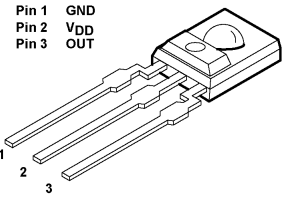 Pin 1 GND
Pin 2 VDD
Pin 3 OUT
1
2
3